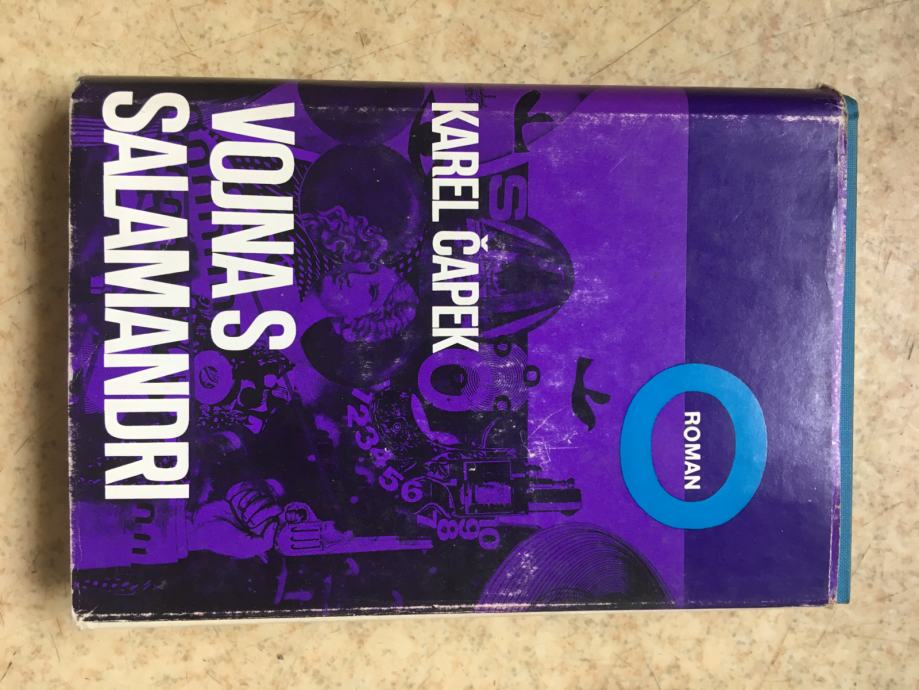 ROMAN
KAREL ČAPEK
VOJNA S
SALAMANDRI